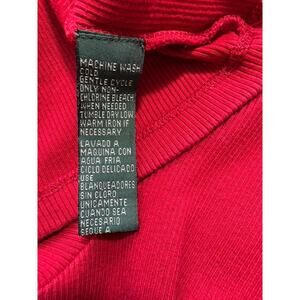 MACHINE WASH
COLD
GENTLE CYCLE
ONLY NON-
CHLORINE BLEACH
WHEN NEEDED
TUMBLE DRY LOW
WARM IRON IF
NECESSARY
LAVADO A
MAQUINA CON
AGUA FRIA
CICLO DELICADO
USE
BLANQUEADORES
SIN CLORO
UNICAMENTE
CUANDO SEA
NECESARIO
SEQUE A